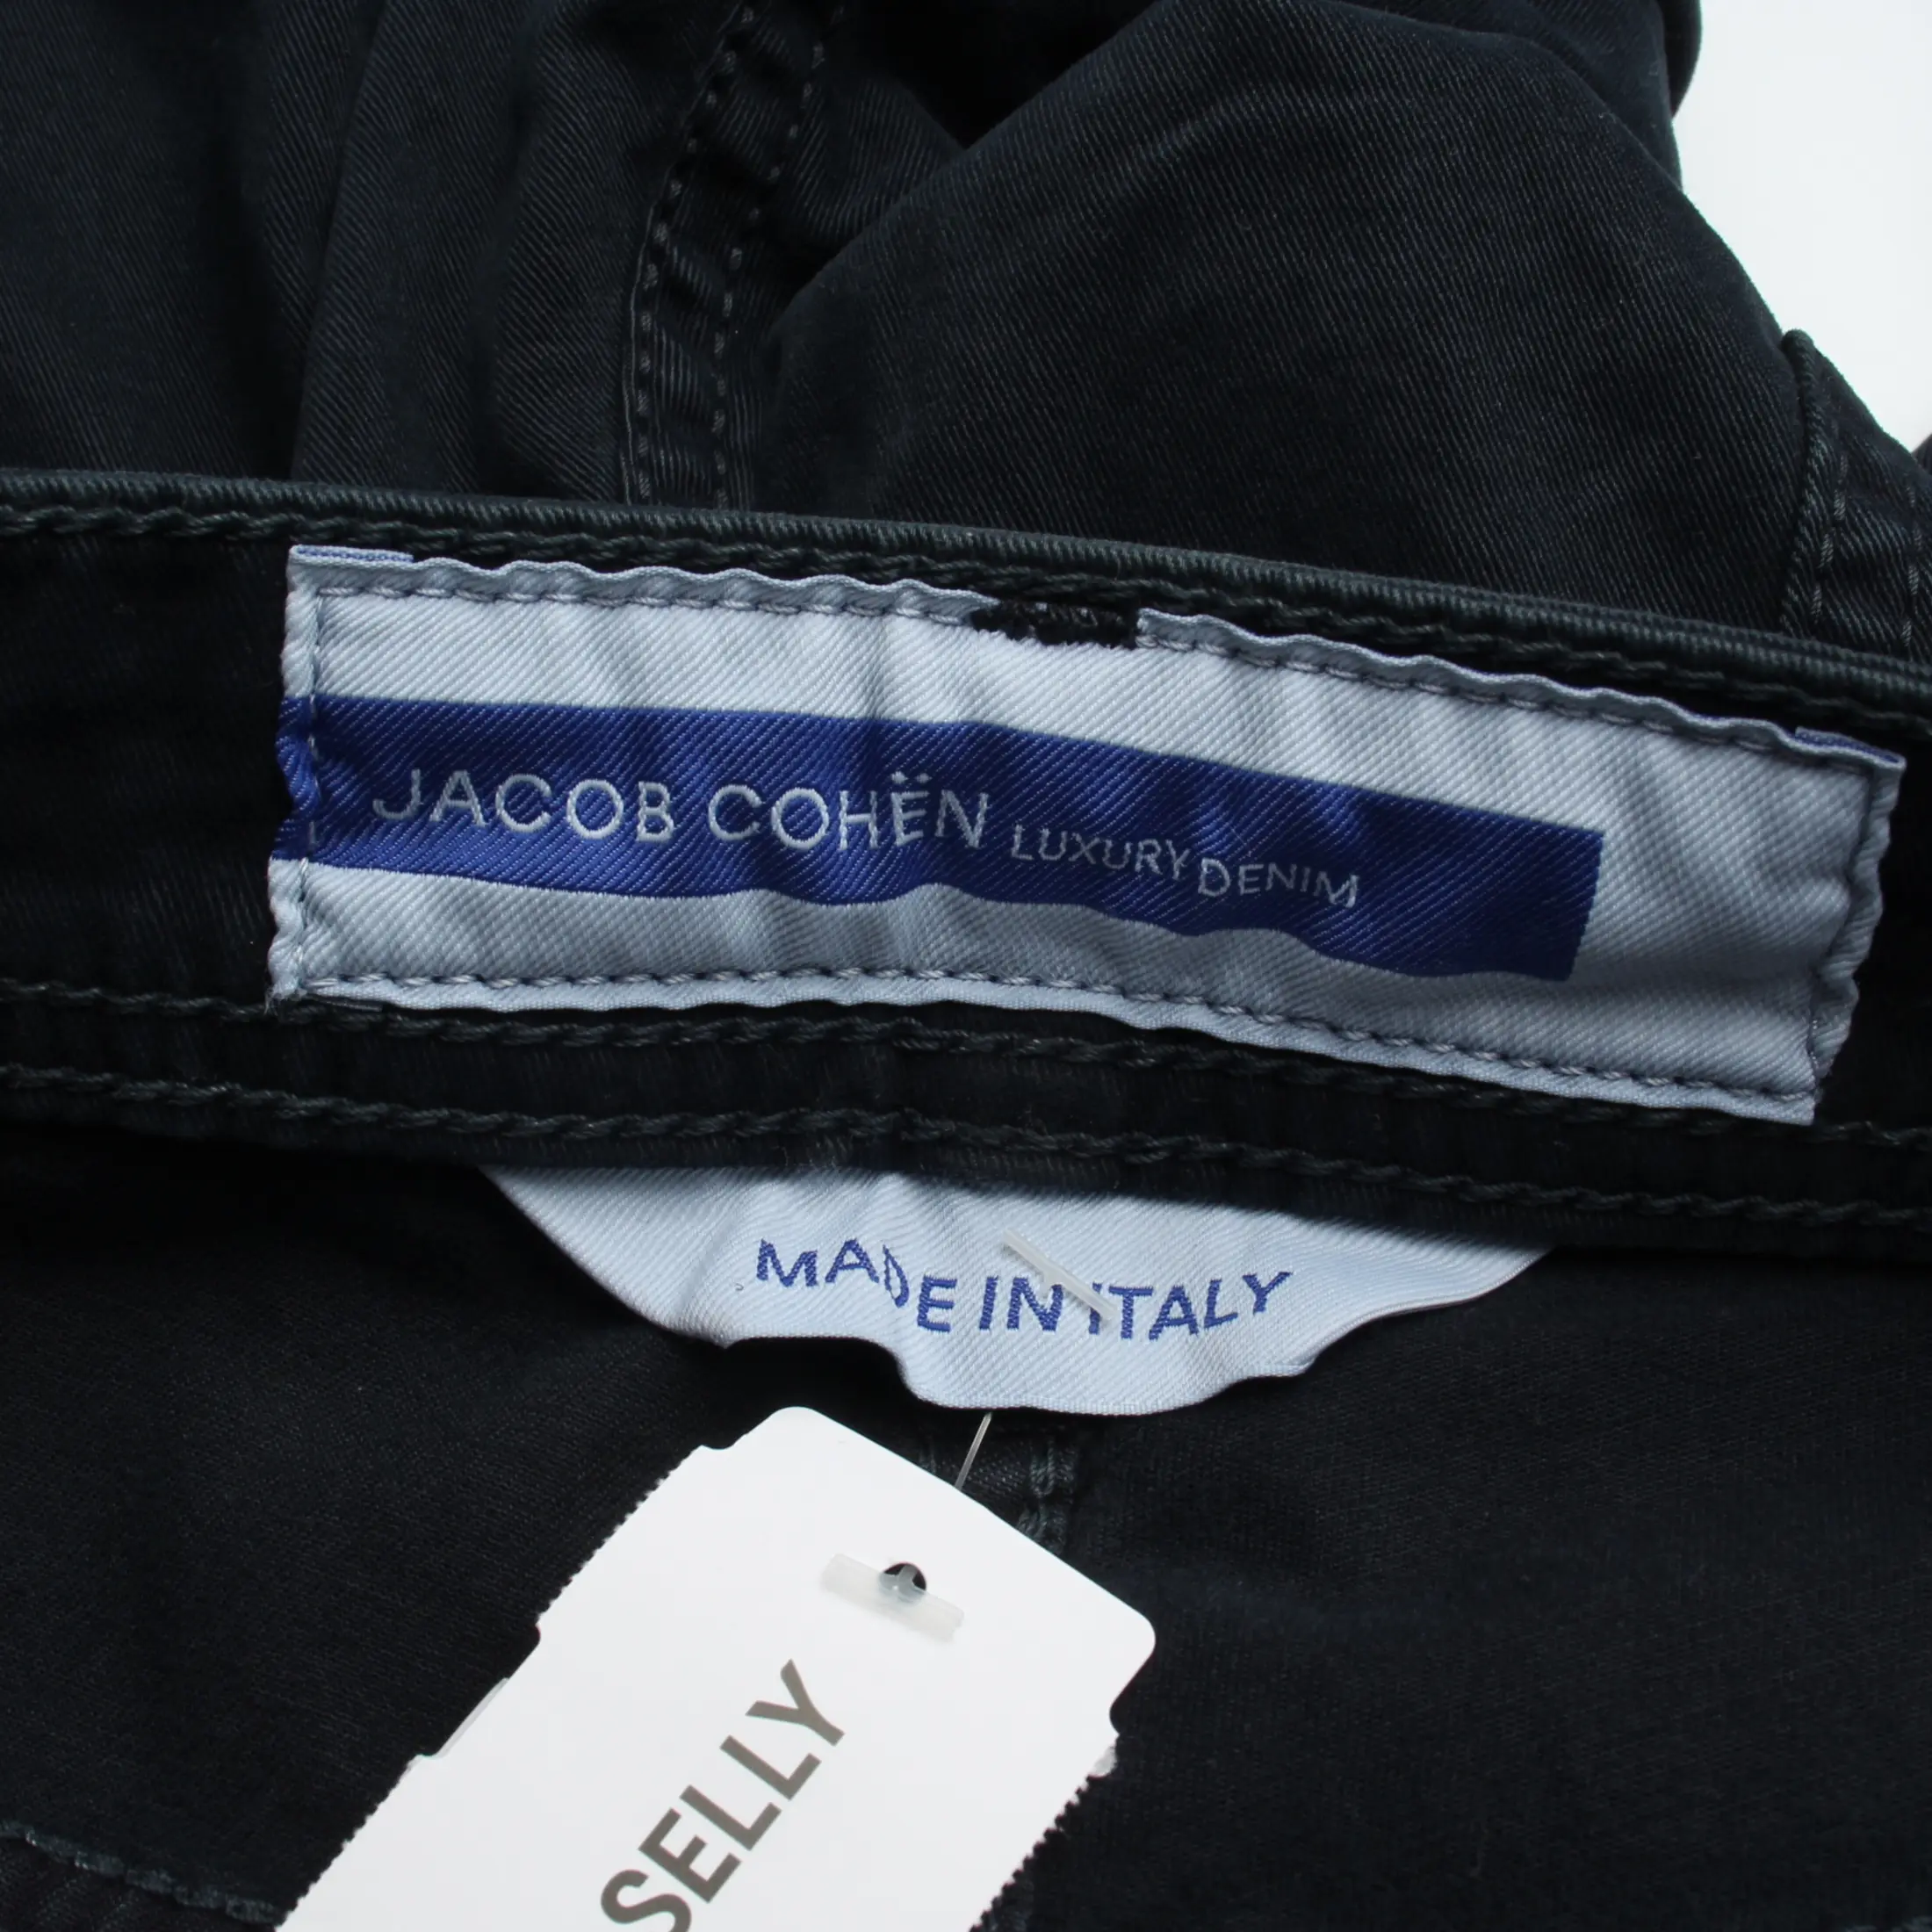 JACOB COHËN LUXURY DENIM
MADE IN ITALY
SELLY